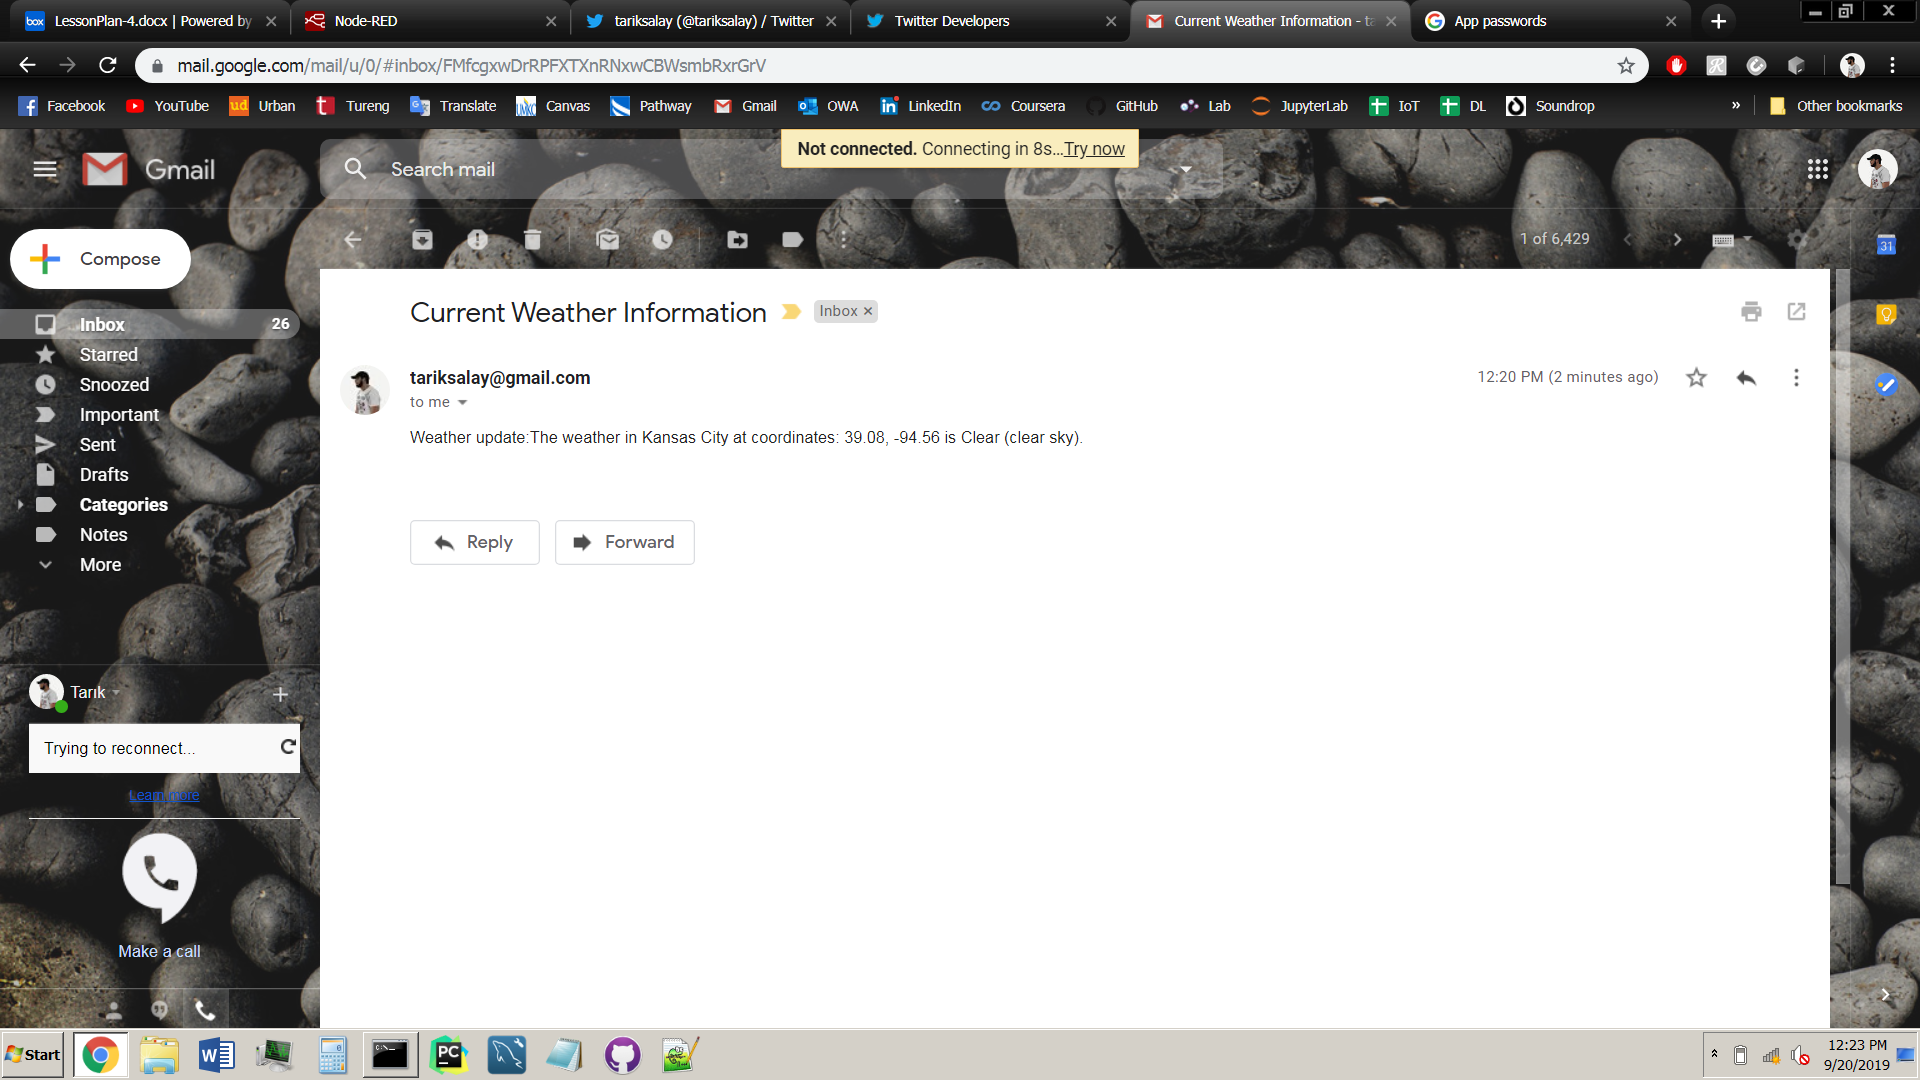 LessonPlan-4.docx | Powered by
Node-RED
tariksalay (@tariksalay) / Twitter
Twitter Developers
Current Weather Information - ta
App passwords
mail.google.com/mail/u/0/#inbox/FMfcgxwDrRPFXTXnRNxwCBWsmbRxrGrV
Facebook
YouTube
Urban
Tureng
Translate
Canvas
Pathway
Gmail
OWA
LinkedIn
Coursera
GitHub
Lab
JupyterLab
IoT
DL
Soundrop
»
Other bookmarks
Not connected. Connecting in 8s...Try now
Gmail
Search mail
Compose
1 of 6,429
31
Inbox 26
Starred
Snoozed
Important
Sent
Drafts
Categories
Notes
More
Current Weather Information
Inbox ×
tariksalay@gmail.com
12:20 PM (2 minutes ago)
to me
Weather update:The weather in Kansas City at coordinates: 39.08, -94.56 is Clear (clear sky).
Reply
Forward
Tarık
Trying to reconnect...
Learn more
Make a call
Start
PC
12:23 PM
9/20/2019